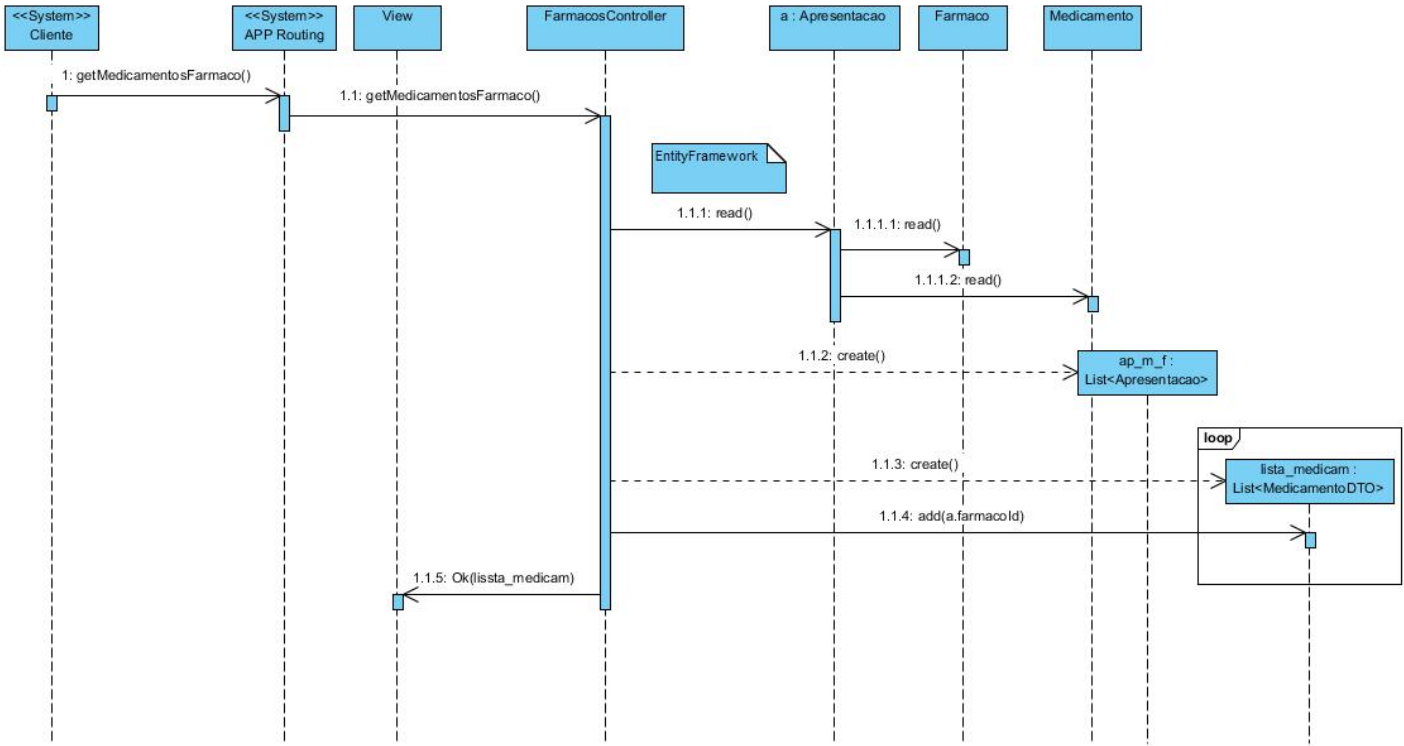 <<System>>
Cliente
<<System>>
APP Routing
View
FarmacosController
a : Apresentacao
Farmaco
Medicamento
1: getMedicamentosFarmaco()
1.1: getMedicamentosFarmaco()
EntityFramework
1.1.1: read()
1.1.1.1: read()
1.1.1.2: read()
1.1.2: create()
ap_m_f :
List<Apresentacao>
loop
1.1.3: create()
lista_medicam :
List<MedicamentoDTO>
1.1.4: add(a.farmacoId)
1.1.5: Ok(lissta_medicam)